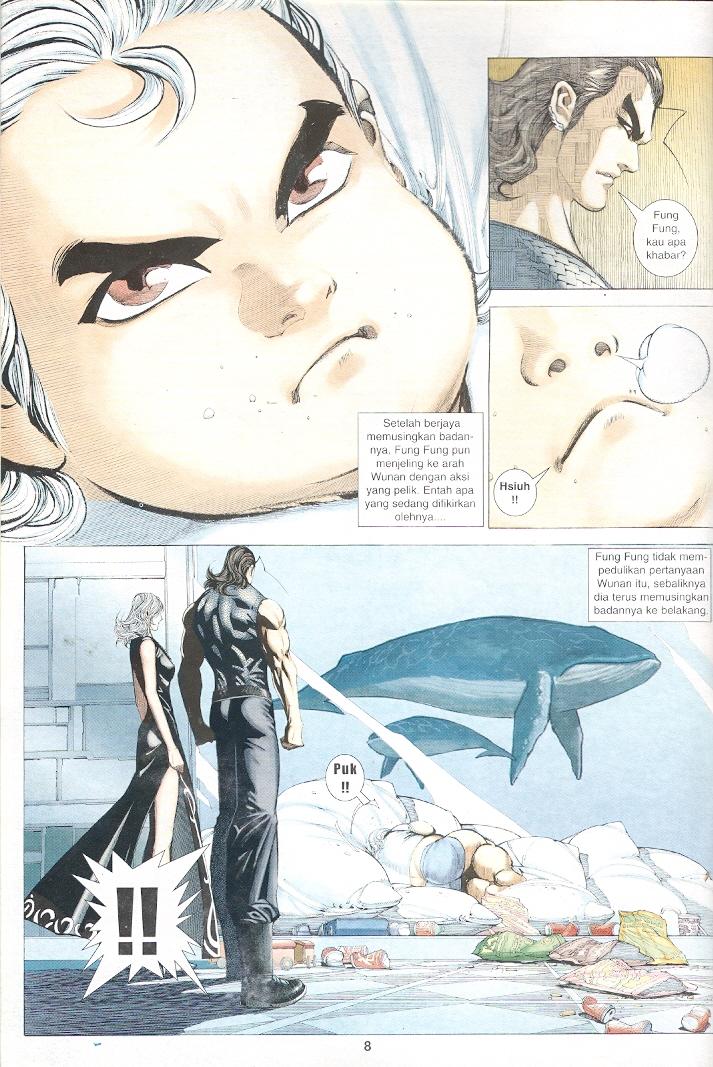 Fung
Fung,
kau apa
khabar?
Setelah berjaya
memusingkan badan-
nya, Fung Fung pun
menjeling ke arah
Wunan dengan aksi
yang pelik. Entah apa
yang sedang difikirkan
olehnya....
Hsiuh
!!
Fung Fung tidak mem-
pedulikan pertanyaan
Wunan itu, sebaliknya
dia terus memusingkan
badannya ke belakang.
Puk
!!
!!
8